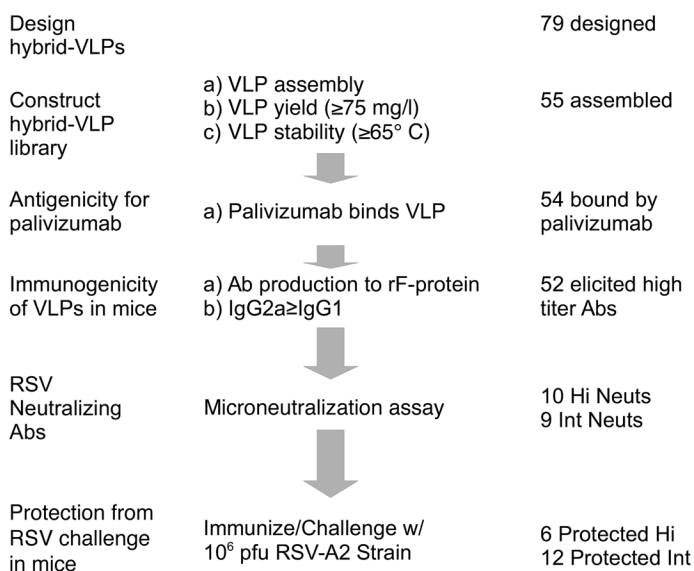 Design
hybrid-VLPs
79 designed
Construct
hybrid-VLP
library
a) VLP assembly
b) VLP yield (≥75 mg/l)
c) VLP stability (≥65° C)
55 assembled
Antigenicity for
palivizumab
a) Palivizumab binds VLP
54 bound by
palivizumab
Immunogenicity
of VLPs in mice
a) Ab production to rF-protein
b) IgG2a≥IgG1
52 elicited high
titer Abs
RSV
Neutralizing
Abs
Microneutralization assay
10 Hi Neuts
9 Int Neuts
Protection from
RSV challenge
in mice
Immunize/Challenge w/
10⁶ pfu RSV-A2 Strain
6 Protected Hi
12 Protected Int